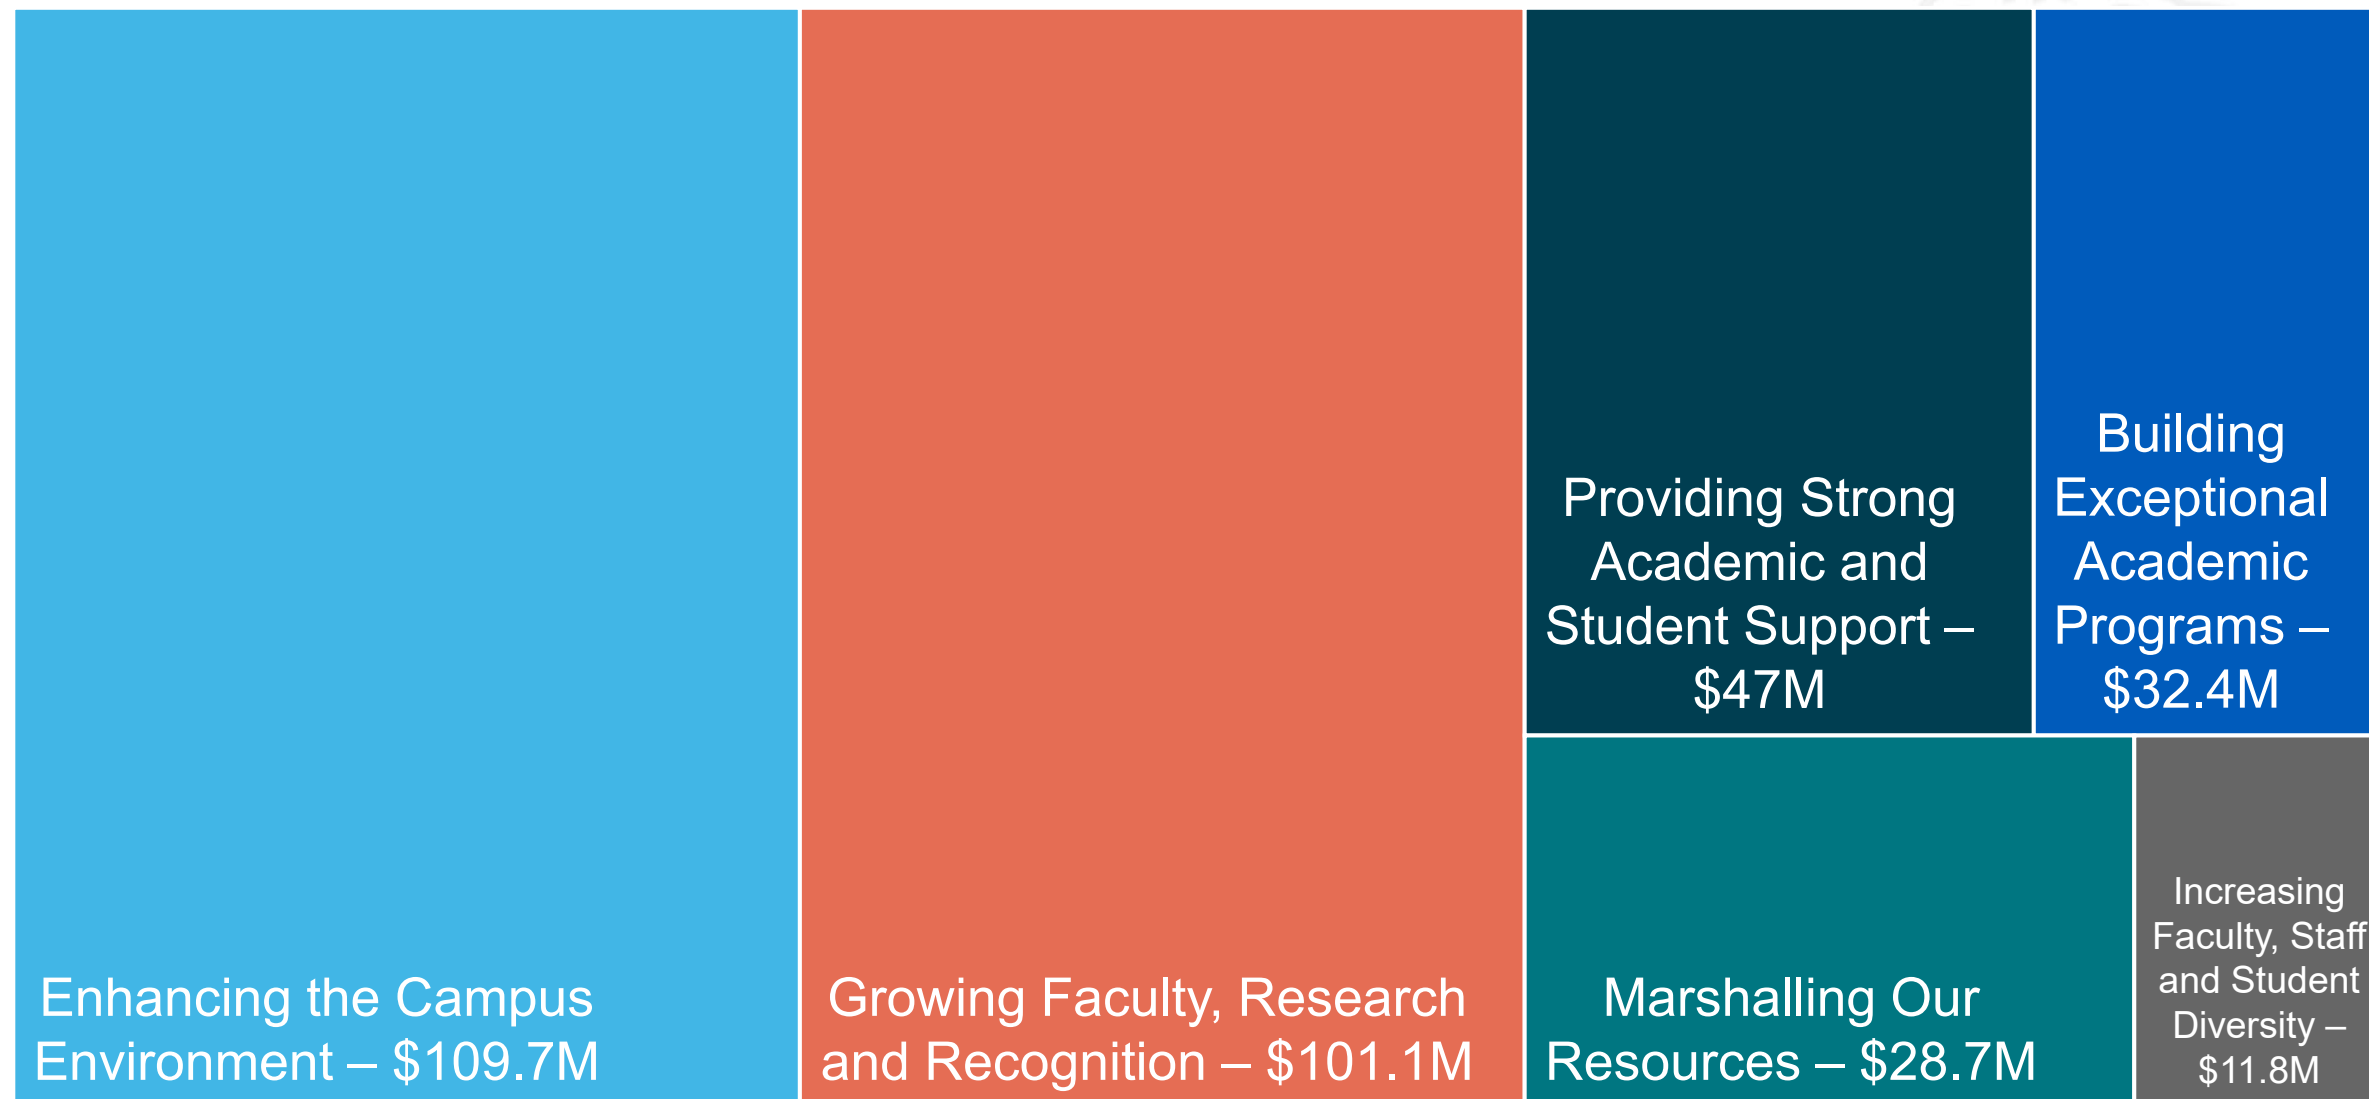 Enhancing the Campus
Environment – $109.7M
Growing Faculty, Research
and Recognition – $101.1M
Providing Strong
Academic and
Student Support –
$47M
Building
Exceptional
Academic
Programs –
$32.4M
Marshalling Our
Resources – $28.7M
Increasing
Faculty, Staff
and Student
Diversity –
$11.8M